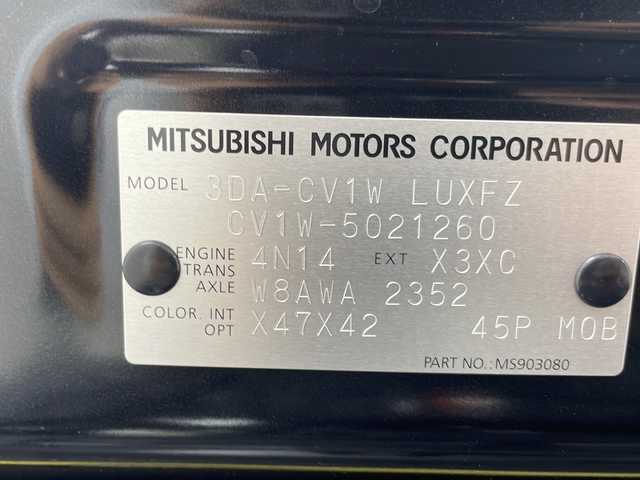 MITSUBISHI MOTORS CORPORATION
MODEL 3DA-CV1W LUXFZ
CV1W-5021260
ENGINE 4N14 EXT X3XC
TRANS
AXLE W8AWA 2352
COLOR. INT
OPT X47X42 45P M0B
PART NO.: MS903080